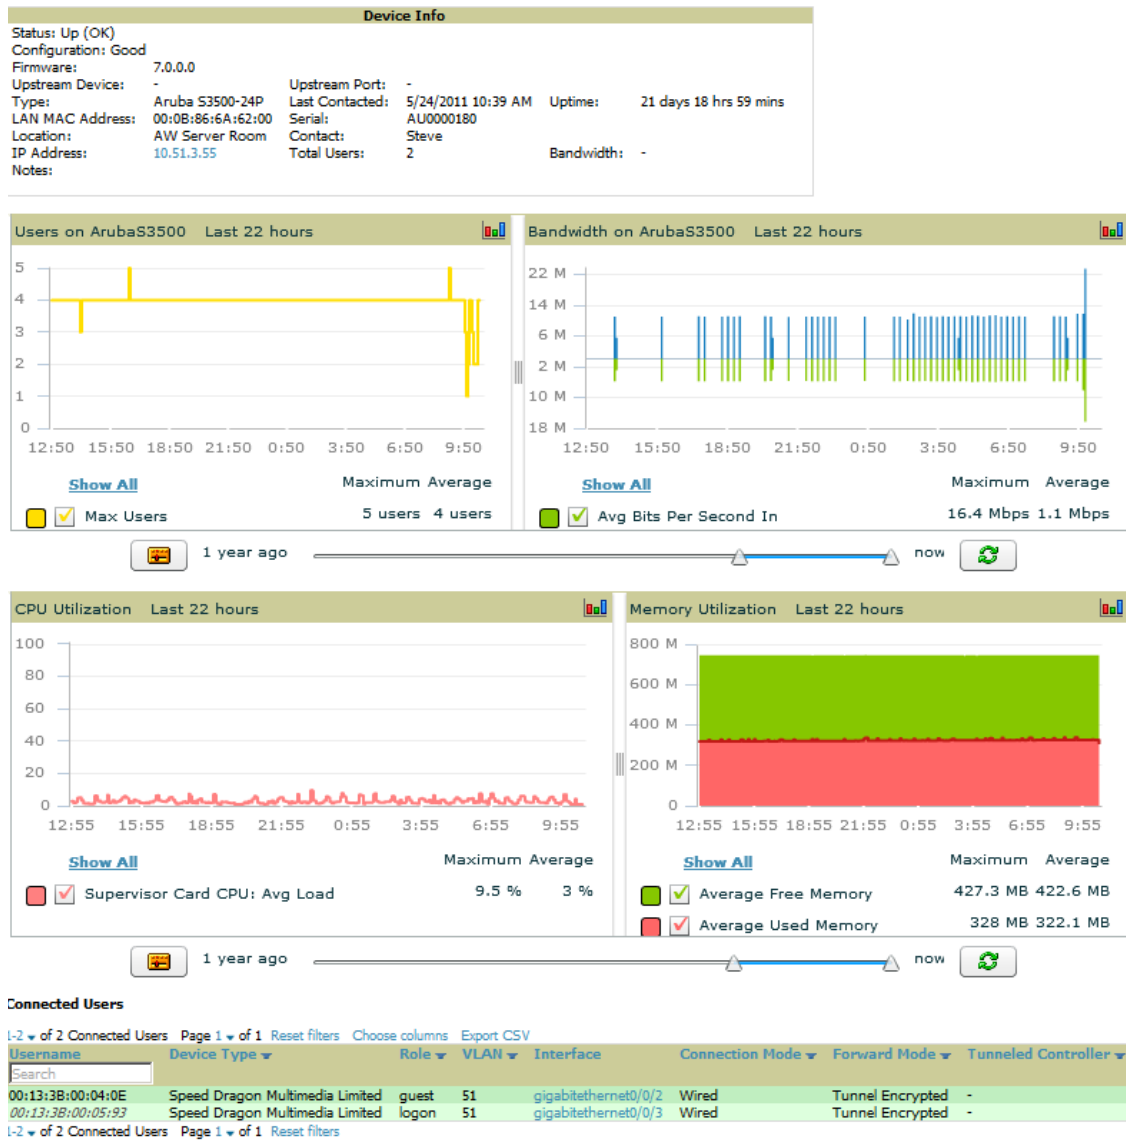 Device Info
Status: Up (OK)
Configuration: Good
Firmware: 7.0.0.0
Upstream Device: - Upstream Port: -
Type: Aruba S3500-24P Last Contacted: 5/24/2011 10:39 AM Uptime: 21 days 18 hrs 59 mins
LAN MAC Address: 00:0B:86:6A:62:00 Serial: AU0000180
Location: AW Server Room Contact: Steve
IP Address: 10.51.3.55 Total Users: 2 Bandwidth: -
Notes:
Users on ArubaS3500 Last 22 hours
5
4
3
2
1
0
12:50 15:50 18:50 21:50 0:50 3:50 6:50 9:50
Show All Maximum Average
Max Users 5 users 4 users
Bandwidth on ArubaS3500 Last 22 hours
22 M
14 M
6 M
2 M
10 M
18 M
12:50 15:50 18:50 21:50 0:50 3:50 6:50 9:50
Show All Maximum Average
Avg Bits Per Second In 16.4 Mbps 1.1 Mbps
1 year ago now
CPU Utilization Last 22 hours
100
80
60
40
20
0
12:55 15:55 18:55 21:55 0:55 3:55 6:55 9:55
Show All Maximum Average
Supervisor Card CPU: Avg Load 9.5 % 3 %
Memory Utilization Last 22 hours
800 M
600 M
400 M
200 M
0
12:55 15:55 18:55 21:55 0:55 3:55 6:55 9:55
Show All Maximum Average
Average Free Memory 427.3 MB 422.6 MB
Average Used Memory 328 MB 322.1 MB
1 year ago now
Connected Users
1-2 of 2 Connected Users Page 1 of 1 Reset filters Choose columns Export CSV
Username Device Type Role VLAN Interface Connection Mode Forward Mode Tunneled Controller
Search
00:13:3B:00:04:0E Speed Dragon Multimedia Limited guest 51 gigabitethernet0/0/2 Wired Tunnel Encrypted -
00:13:3B:00:05:93 Speed Dragon Multimedia Limited logon 51 gigabitethernet0/0/3 Wired Tunnel Encrypted -
1-2 of 2 Connected Users Page 1 of 1 Reset filters